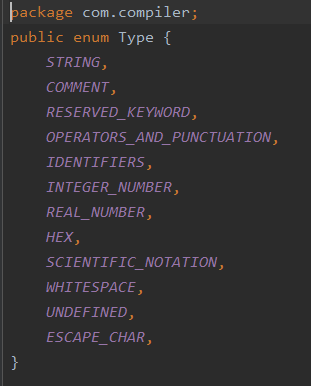 package com.compiler;
public enum Type {
STRING,
COMMENT,
RESERVED_KEYWORD,
OPERATORS_AND_PUNCTUATION,
IDENTIFIERS,
INTEGER_NUMBER,
REAL_NUMBER,
HEX,
SCIENTIFIC_NOTATION,
WHITESPACE,
UNDEFINED,
ESCAPE_CHAR,
}